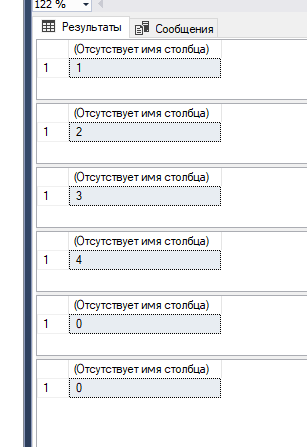 122 %
Результаты Сообщения
(Отсутствует имя столбца)
1 1
(Отсутствует имя столбца)
1 2
(Отсутствует имя столбца)
1 3
(Отсутствует имя столбца)
1 4
(Отсутствует имя столбца)
1 0
(Отсутствует имя столбца)
1 0